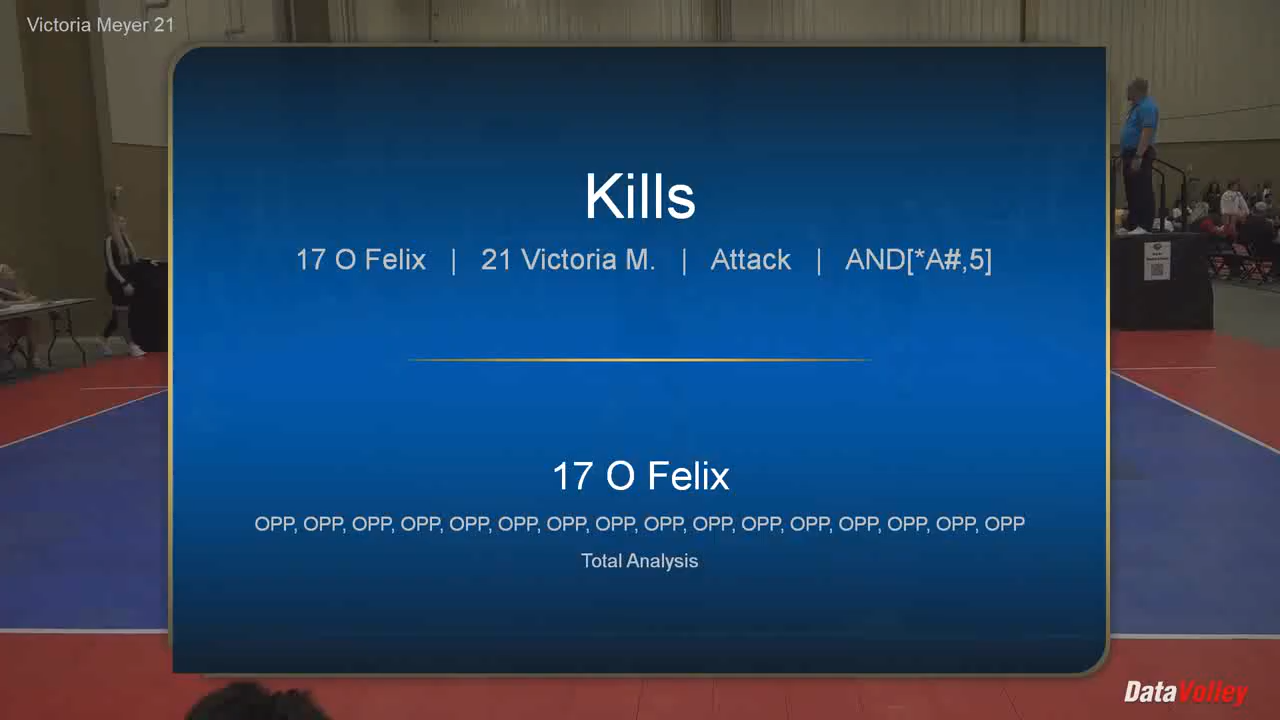 Victoria Meyer 21
Kills
17 O Felix | 21 Victoria M. | Attack | AND[*A#,5]
17 O Felix
OPP, OPP, OPP, OPP, OPP, OPP, OPP, OPP, OPP, OPP, OPP, OPP, OPP, OPP, OPP, OPP
Total Analysis
DataVolley